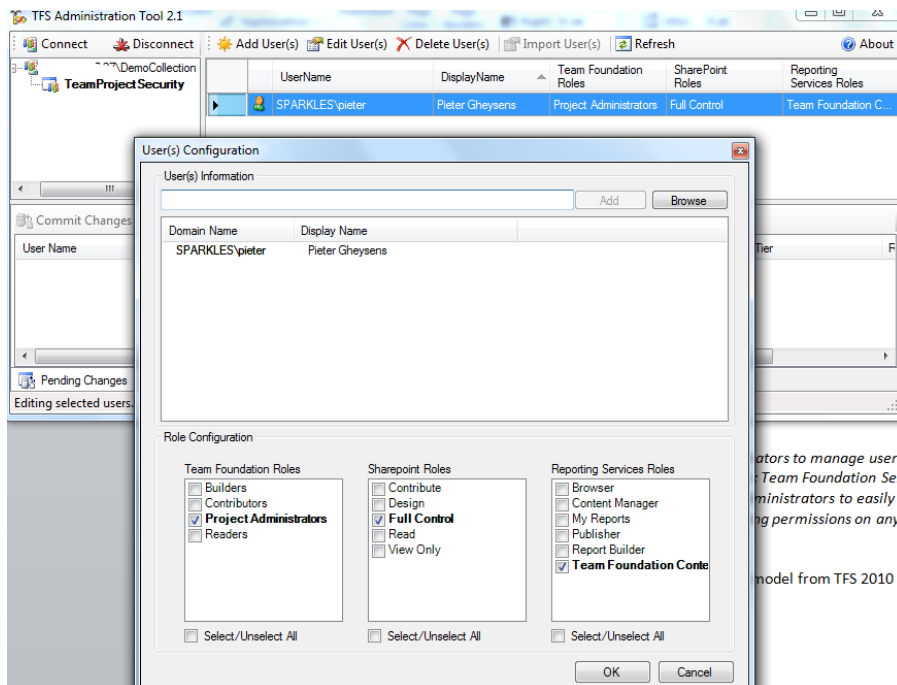 TFS Administration Tool 2.1
Connect Disconnect Add User(s) Edit User(s) Delete User(s) Import User(s) Refresh About
\DemoCollection
TeamProjectSecurity
UserName DisplayName Team Foundation Roles SharePoint Roles Reporting Services Roles
SPARKLES\pieter Pieter Gheysens Project Administrators Full Control Team Foundation C...
User(s) Configuration
User(s) Information
Add Browse
Commit Changes
Domain Name Display Name
User Name
Tier
SPARKLES\pieter Pieter Gheysens
Pending Changes
Editing selected users.
Role Configuration
Team Foundation Roles Sharepoint Roles Reporting Services Roles
Builders Contribute Browser
Contributors Design Content Manager
Project Administrators Full Control My Reports
Readers Read Publisher
View Only Report Builder
Team Foundation Conte
Select/Unselect All Select/Unselect All Select/Unselect All
OK Cancel
ators to manage user
Team Foundation Se
ministrators to easily
ng permissions on any
model from TFS 2010